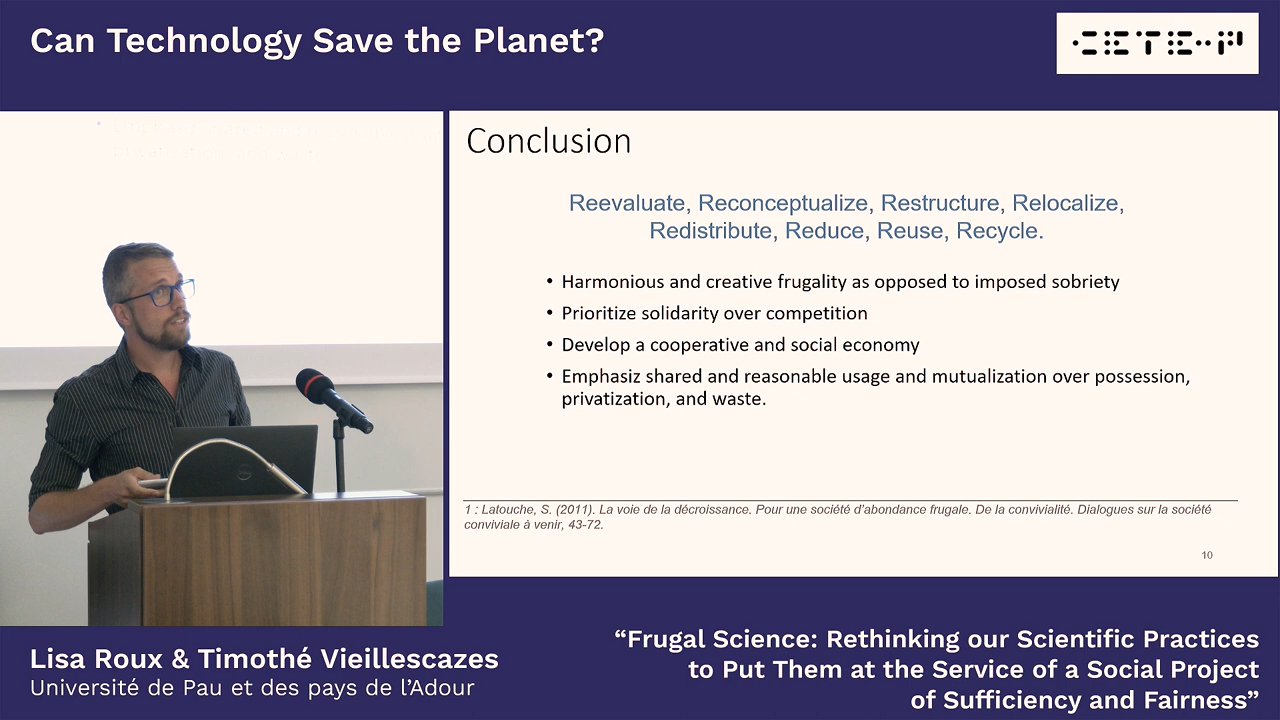 Can Technology Save the Planet?
CETE-P
Conclusion
Reevaluate, Reconceptualize, Restructure, Relocalize,
Redistribute, Reduce, Reuse, Recycle.
• Harmonious and creative frugality as opposed to imposed sobriety
• Prioritize solidarity over competition
• Develop a cooperative and social economy
• Emphasiz shared and reasonable usage and mutualization over possession,
privatization, and waste.
1 : Latouche, S. (2011). La voie de la décroissance. Pour une société d’abondance frugale. De la convivialité. Dialogues sur la société
conviviale à venir, 43-72.
10
Lisa Roux & Timothé Vieillescazes
Université de Pau et des pays de l’Adour
“Frugal Science: Rethinking our Scientific Practices
to Put Them at the Service of a Social Project
of Sufficiency and Fairness”